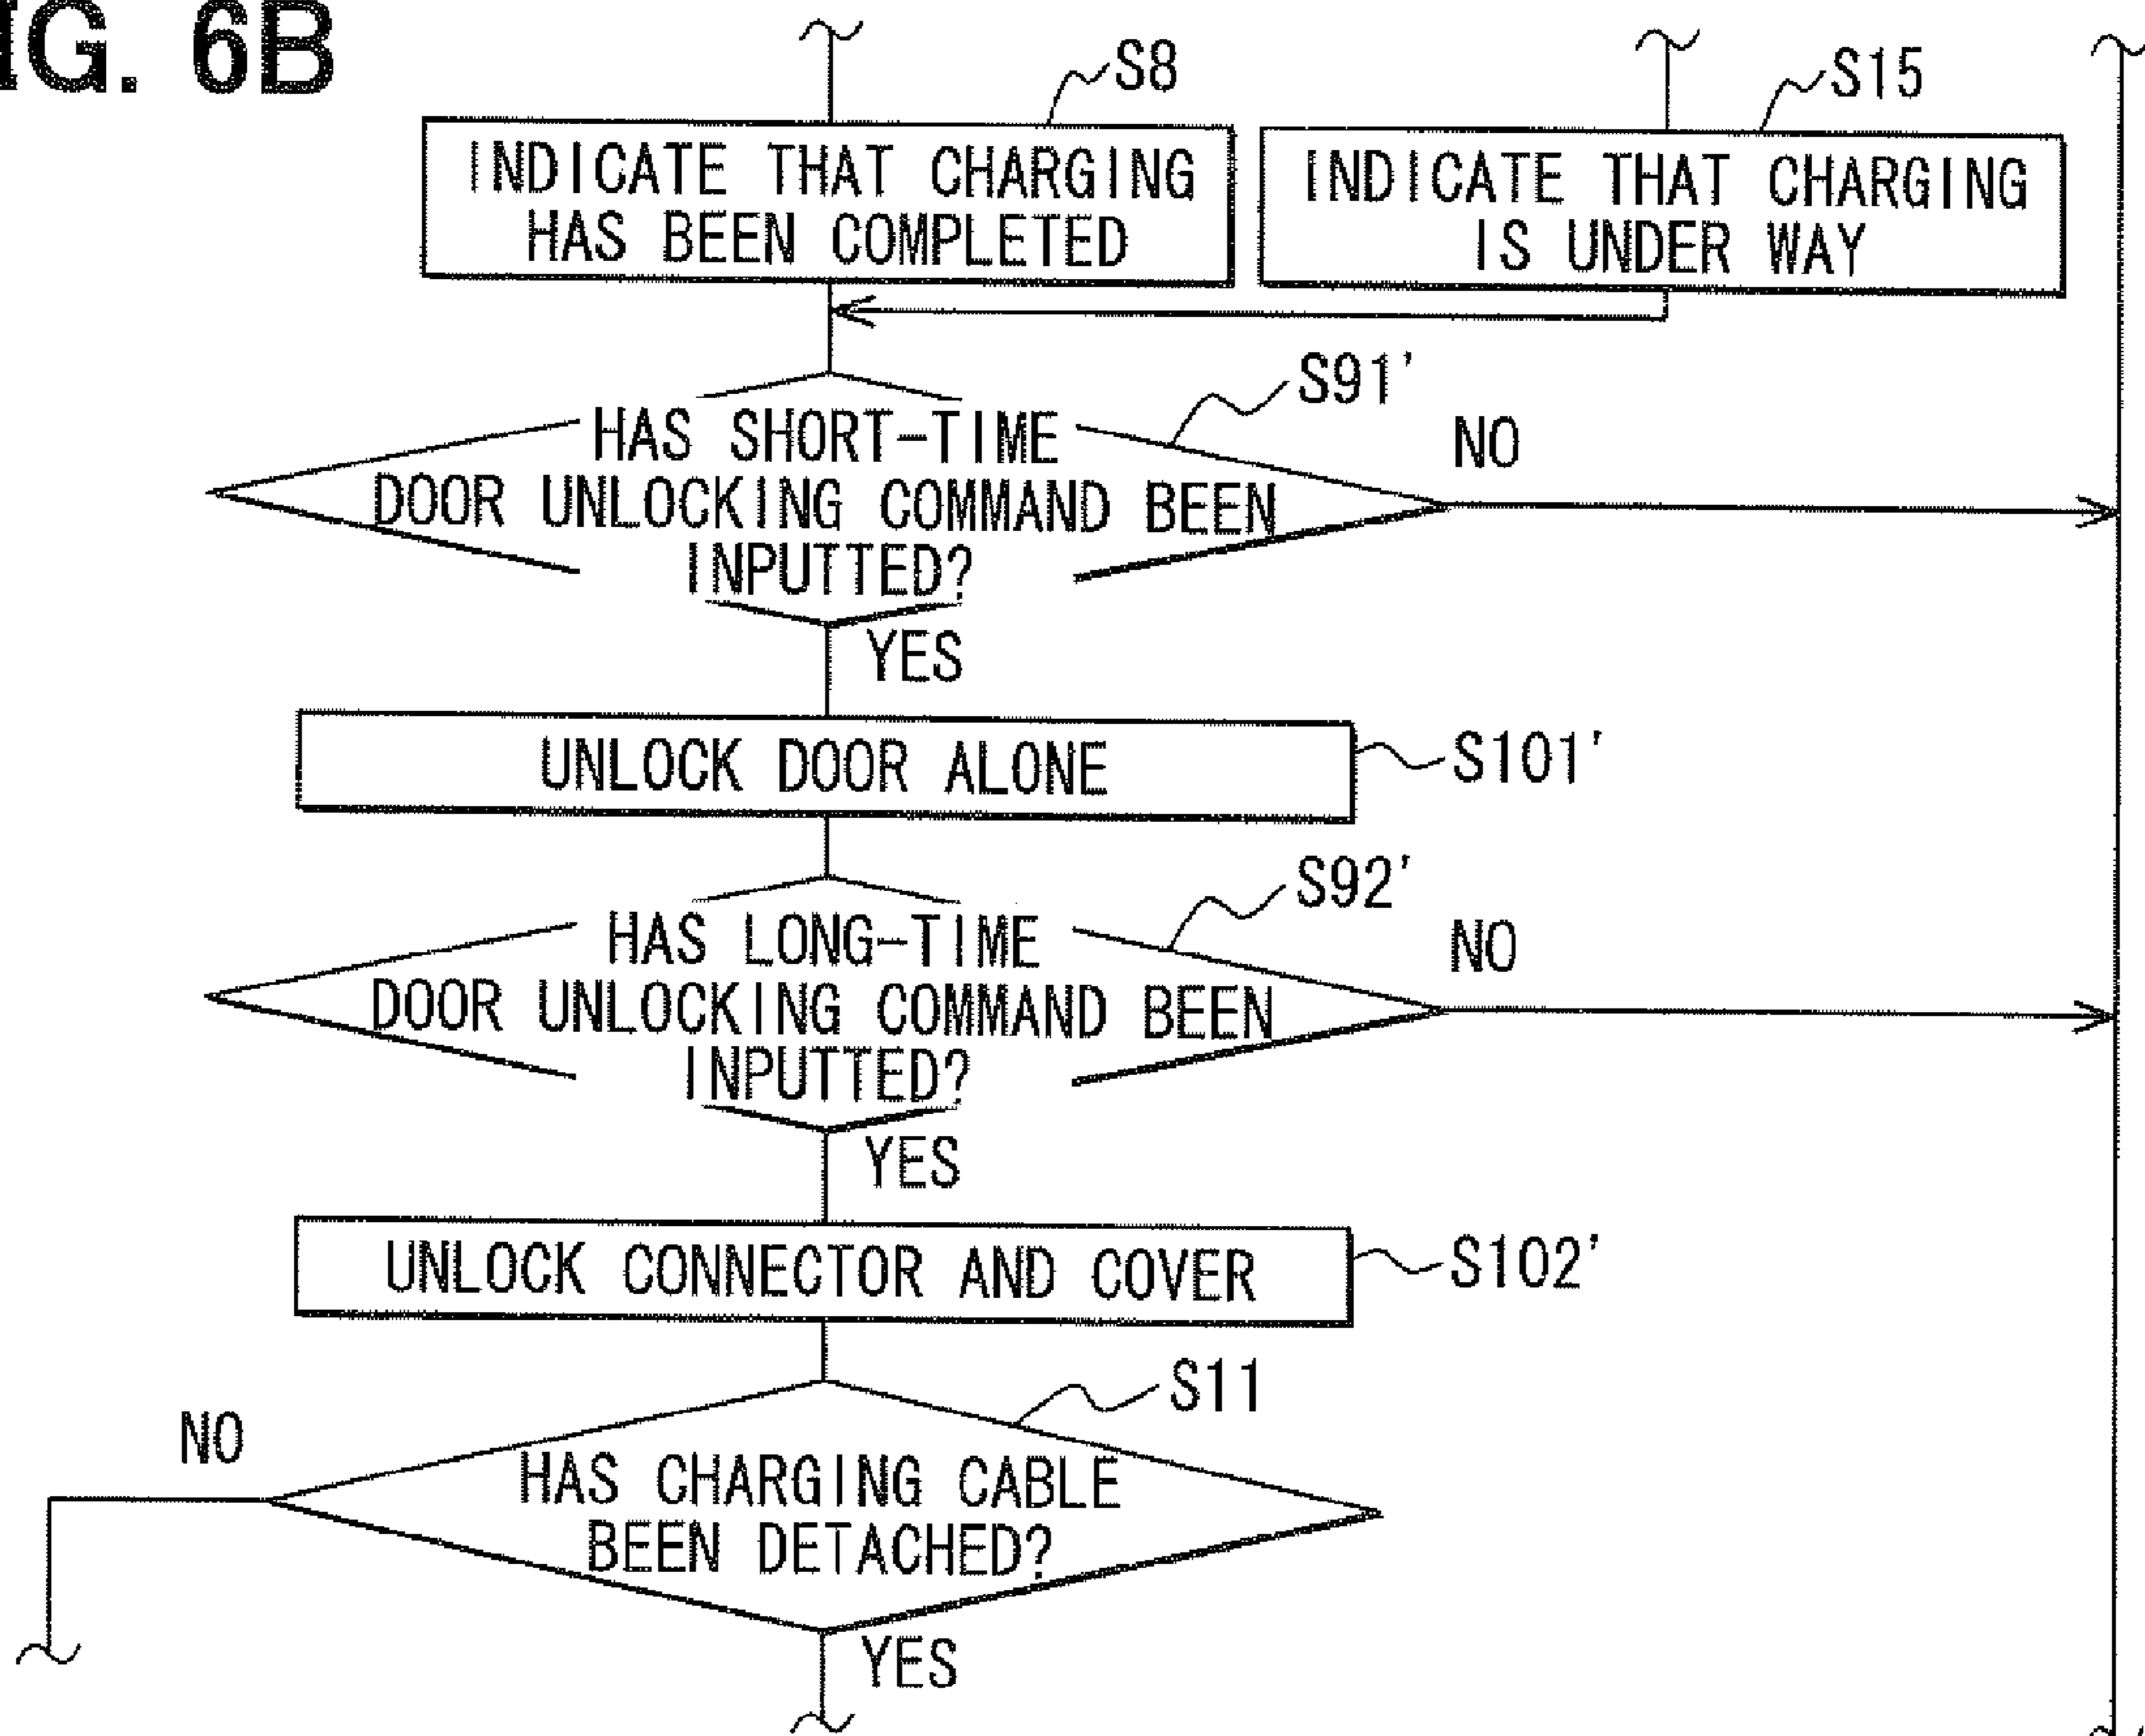 IG. 6B
S8
INDICATE THAT CHARGING
HAS BEEN COMPLETED
S15
INDICATE THAT CHARGING
IS UNDER WAY
S91'
HAS SHORT-TIME
DOOR UNLOCKING COMMAND BEEN
INPUTTED?
NO
YES
UNLOCK DOOR ALONE
S101'
S92'
HAS LONG-TIME
DOOR UNLOCKING COMMAND BEEN
INPUTTED?
NO
YES
UNLOCK CONNECTOR AND COVER
S102'
S11
NO
HAS CHARGING CABLE
BEEN DETACHED?
YES